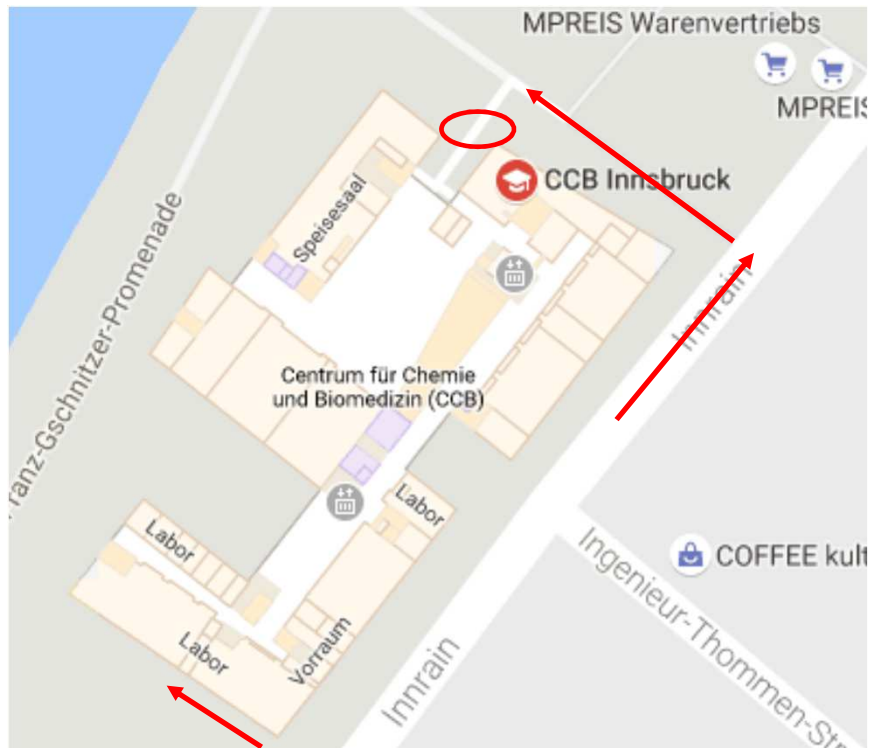 MPREIS Warenvertriebs
MPREIS
CCB Innsbruck
Speisesaal
Innrain
Franz-Gschnitzer-Promenade
Centrum für Chemie
und Biomedizin (CCB)
Labor
Labor
Ingenieur-Thommen-Str
COFFEE kult
Labor
Vorraum
Innrain